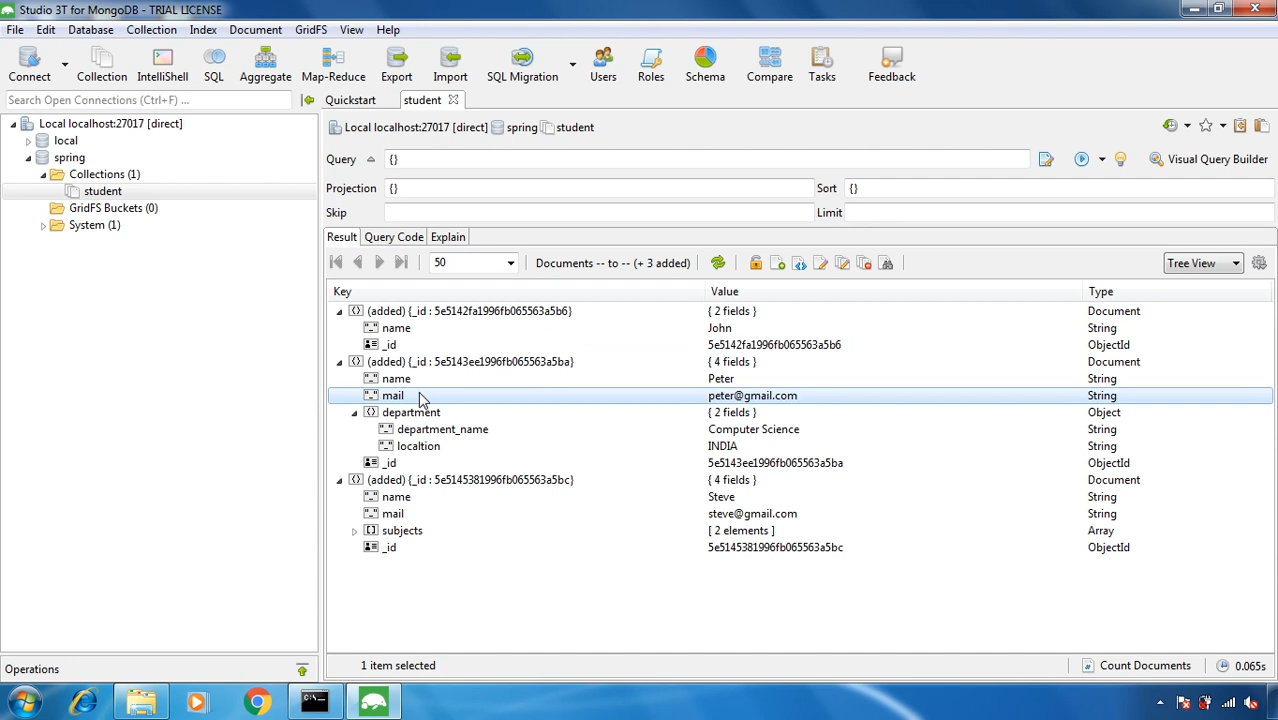 Studio 3T for MongoDB - TRIAL LICENSE
File Edit Database Collection Index Document GridFS View Help
Connect Collection IntelliShell SQL Aggregate Map-Reduce Export Import SQL Migration Users Roles Schema Compare Tasks Feedback
Search Open Connections (Ctrl+F) ... Quickstart student
Local localhost:27017 [direct]
local
spring
Collections (1)
student
GridFS Buckets (0)
System (1)
Local localhost:27017 [direct] spring student
Query {} Visual Query Builder
Projection {} Sort {}
Skip Limit
Result Query Code Explain
50 Documents -- to -- (+ 3 added) Tree View
Key Value Type
(added) {_id : 5e5142fa1996fb065563a5b6} { 2 fields } Document
name John String
_id 5e5142fa1996fb065563a5b6 ObjectId
(added) {_id : 5e5143ee1996fb065563a5ba} { 4 fields } Document
name Peter String
mail peter@gmail.com String
department { 2 fields } Object
department_name Computer Science String
localtion INDIA String
_id 5e5143ee1996fb065563a5ba ObjectId
(added) {_id : 5e5145381996fb065563a5bc} { 4 fields } Document
name Steve String
mail steve@gmail.com String
subjects [ 2 elements ] Array
_id 5e5145381996fb065563a5bc ObjectId
Operations 1 item selected Count Documents 0.065s